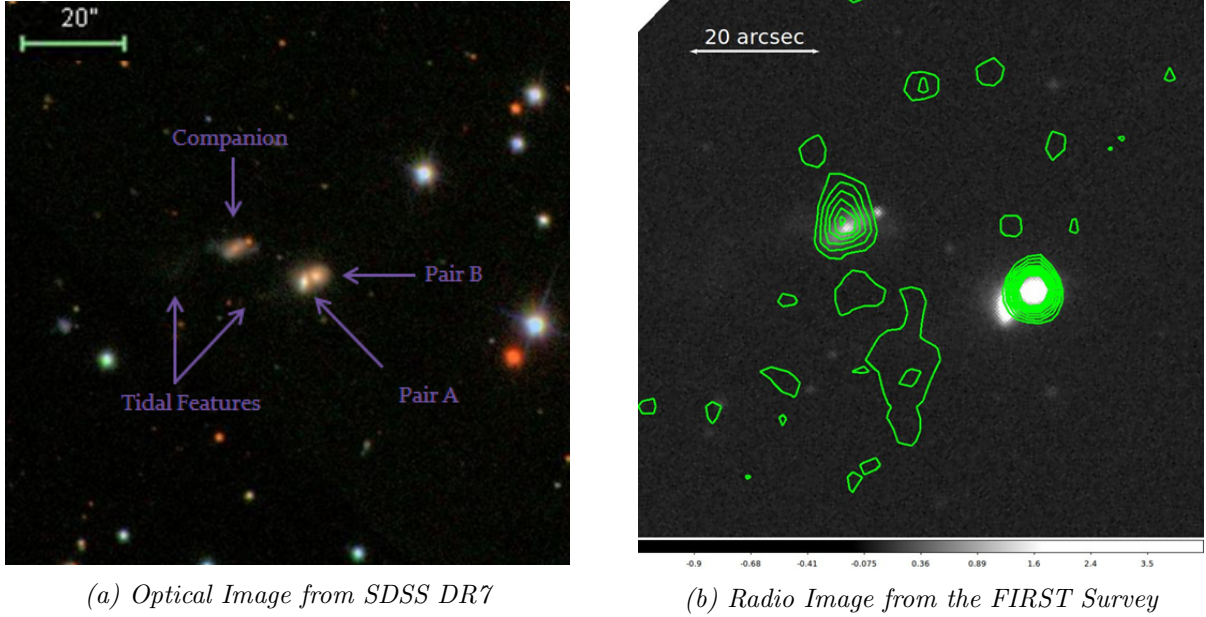 20"
Companion
Pair B
Pair A
Tidal Features
20 arcsec
-0.9 -0.68 -0.41 -0.075 0.36 0.89 1.6 2.4 3.5
(a) Optical Image from SDSS DR7
(b) Radio Image from the FIRST Survey